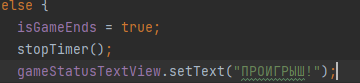 else {
isGameEnds = true;
stopTimer();
gameStatusTextView.setText("ПРОИГРЫШ!");